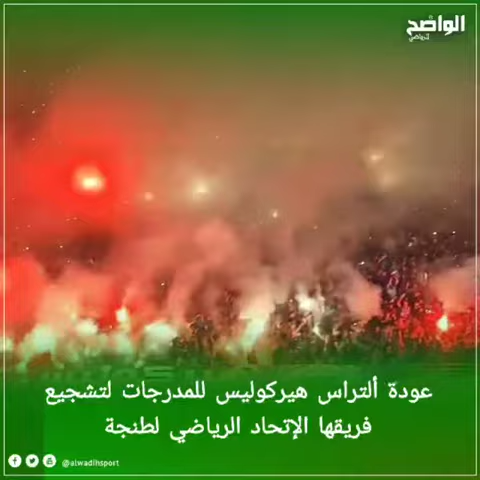 الواضح
الرياضي
عودة ألتراس هيركوليس للمدرجات لتشجيع
فريقها الإتحاد الرياضي لطنجة
@alwadihsport